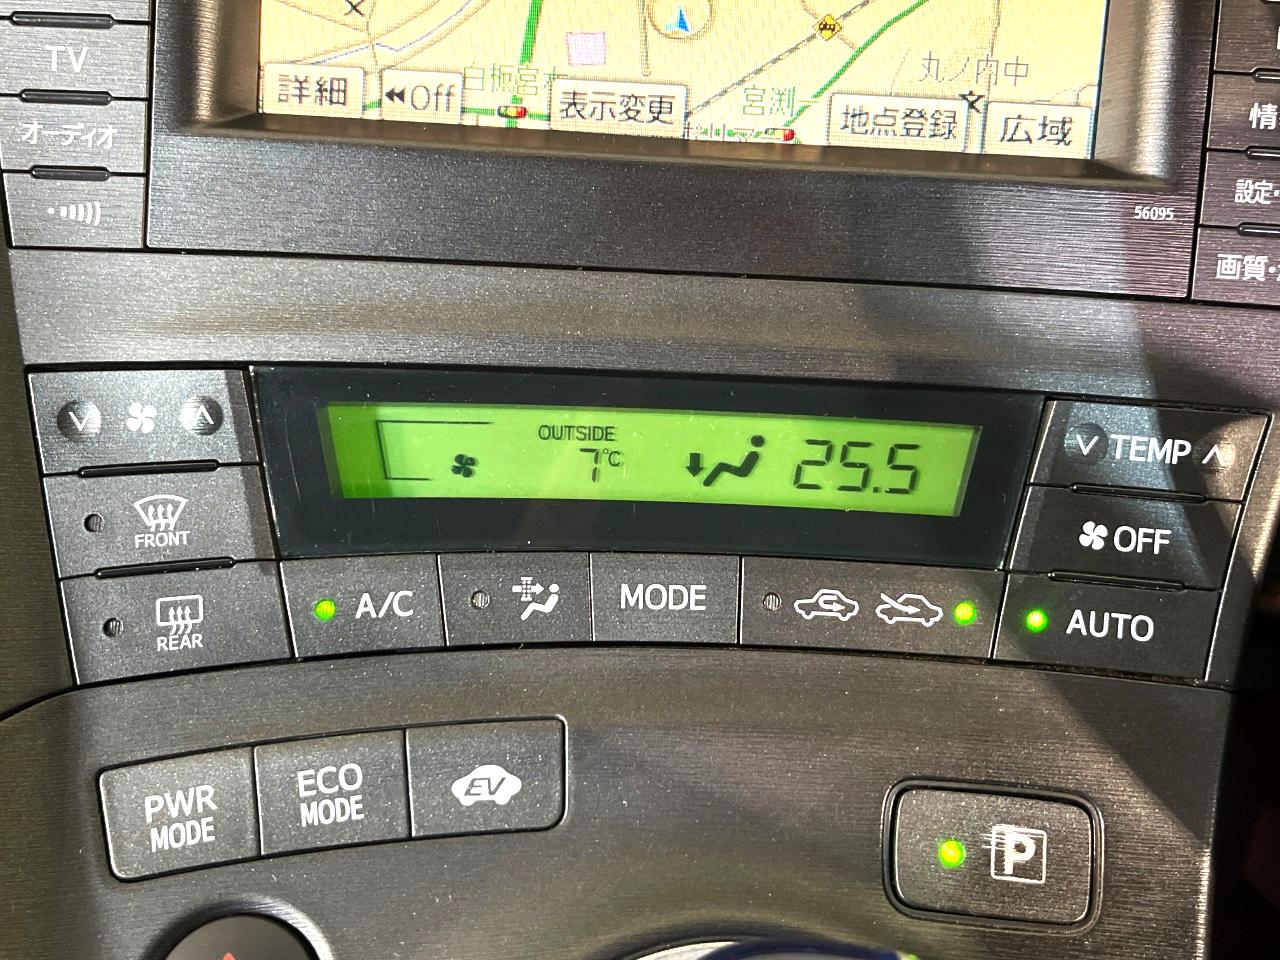 TV
オーディオ
詳細
Off
表示変更
宮渕
丸ノ内中
地点登録
広域
56095
設定・
画質・
OUTSIDE
7℃
25.5
TEMP
OFF
AUTO
FRONT
REAR
A/C
MODE
PWR
MODE
ECO
MODE
EV
P